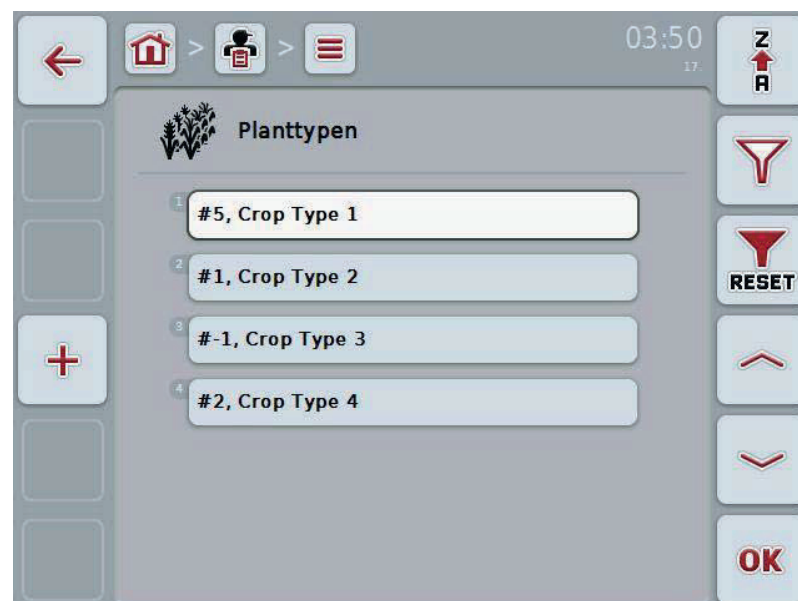 > >
03:50
17.
Z
A
Planttypen
1
#5, Crop Type 1
2
#1, Crop Type 2
RESET
3
#-1, Crop Type 3
4
#2, Crop Type 4
OK